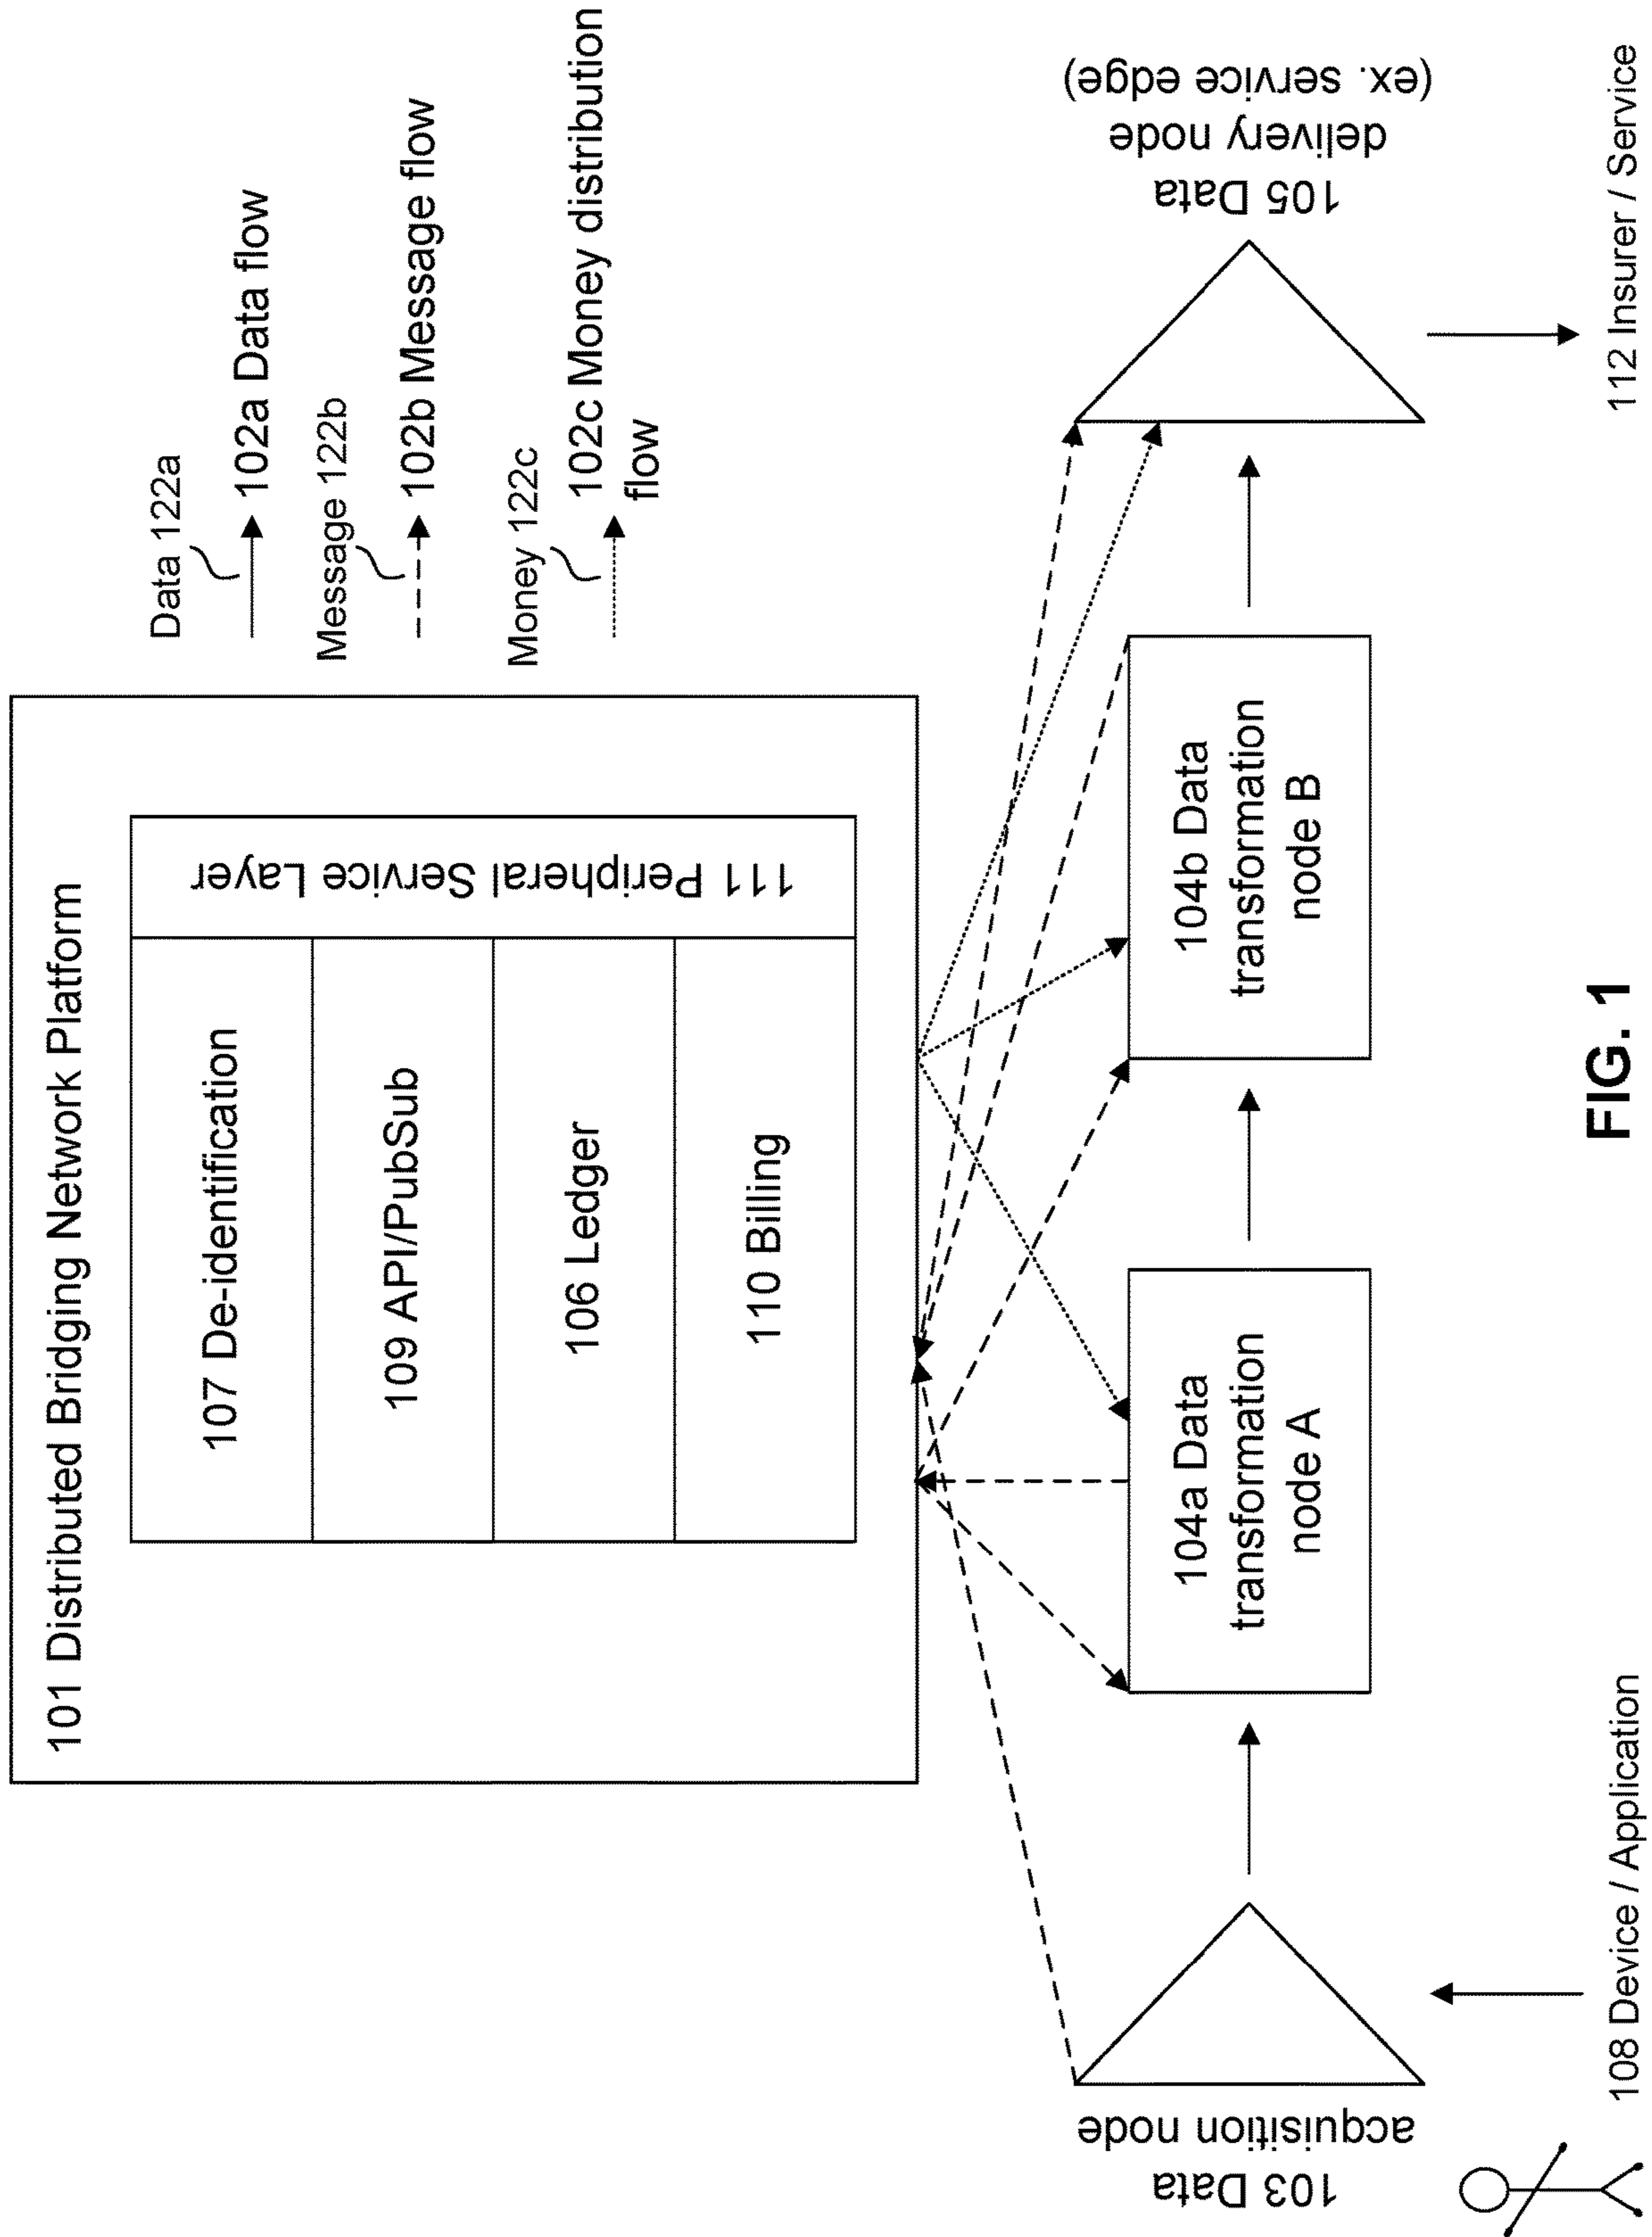 101 Distributed Bridging Network Platform
107 De-identification
109 API/PubSub
106 Ledger
110 Billing
111 Peripheral Service Layer
Data 122a
102a Data flow
Message 122b
102b Message flow
Money 122c
102c Money distribution
flow
103 Data
acquisition node
104a Data
transformation
node A
104b Data
transformation
node B
105 Data
delivery node
(ex. service edge)
108 Device / Application
112 Insurer / Service
FIG. 1